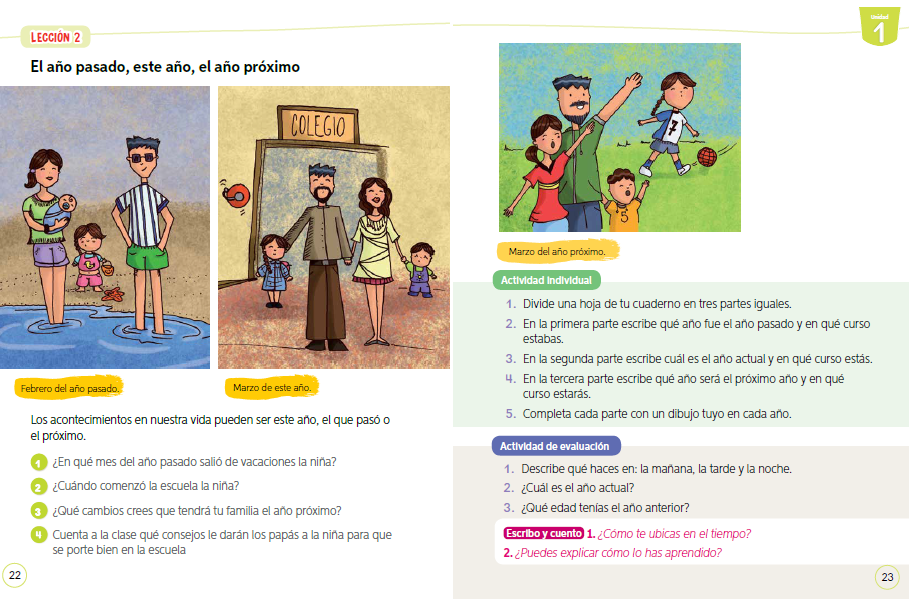 LECCIÓN 2
El año pasado, este año, el año próximo
COLEGIO
Febrero del año pasado.
Marzo de este año.
Los acontecimientos en nuestra vida pueden ser este año, el que pasó o
el próximo.
1 ¿En qué mes del año pasado salió de vacaciones la niña?
2 ¿Cuándo comenzó la escuela la niña?
3 ¿Qué cambios crees que tendrá tu familia el año próximo?
4 Cuenta a la clase qué consejos le darán los papás a la niña para que
se porte bien en la escuela
22
Unidad
1
7
5
Marzo del año próximo.
Actividad individual
1. Divide una hoja de tu cuaderno en tres partes iguales.
2. En la primera parte escribe qué año fue el año pasado y en qué curso
estabas.
3. En la segunda parte escribe cuál es el año actual y en qué curso estás.
4. En la tercera parte escribe qué año será el próximo año y en qué
curso estarás.
5. Completa cada parte con un dibujo tuyo en cada año.
Actividad de evaluación
1. Describe qué haces en: la mañana, la tarde y la noche.
2. ¿Cuál es el año actual?
3. ¿Qué edad tenías el año anterior?
Escribo y cuento 1. ¿Cómo te ubicas en el tiempo?
2. ¿Puedes explicar cómo lo has aprendido?
23